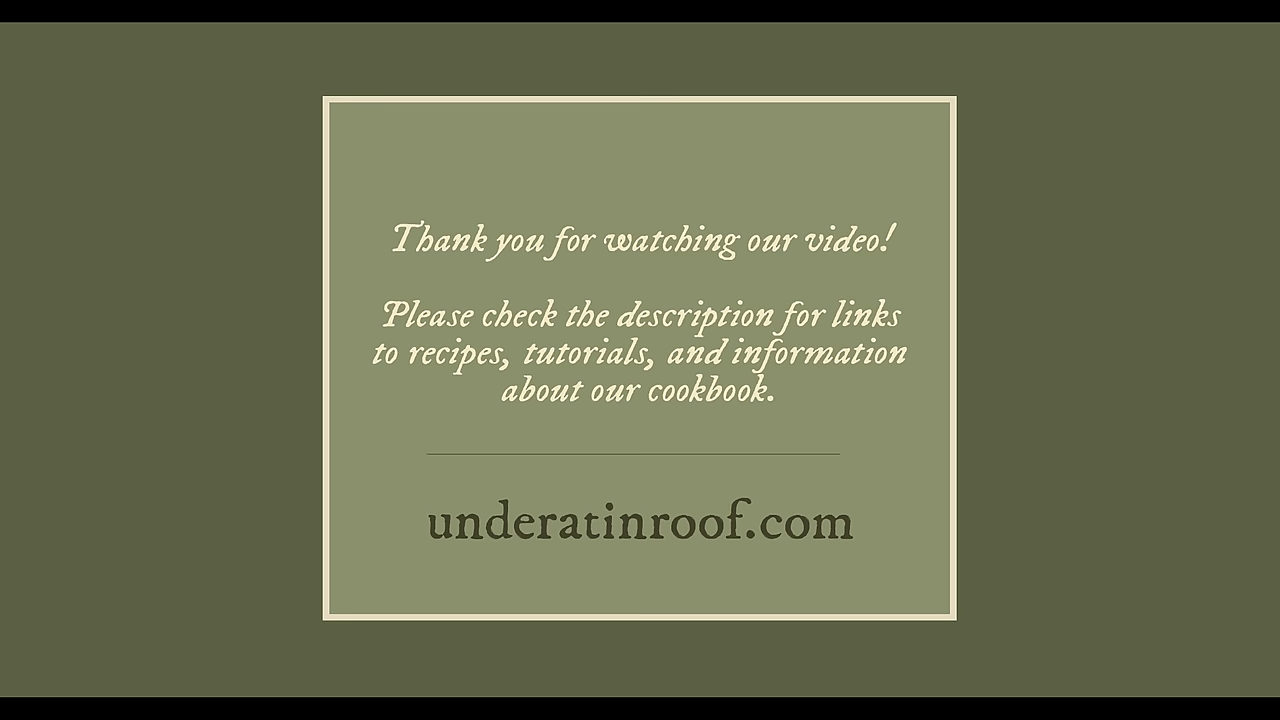 Thank you for watching our video!
Please check the description for links
to recipes, tutorials, and information
about our cookbook.
underatinroof.com